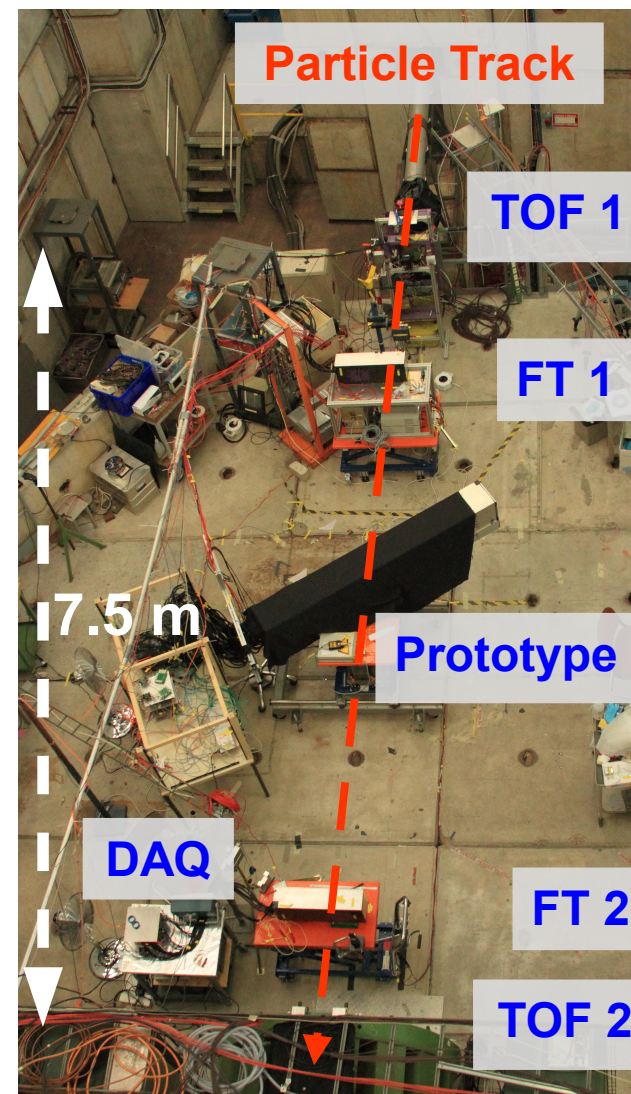 Particle Track
TOF 1
FT 1
7.5 m
Prototype
DAQ
FT 2
TOF 2